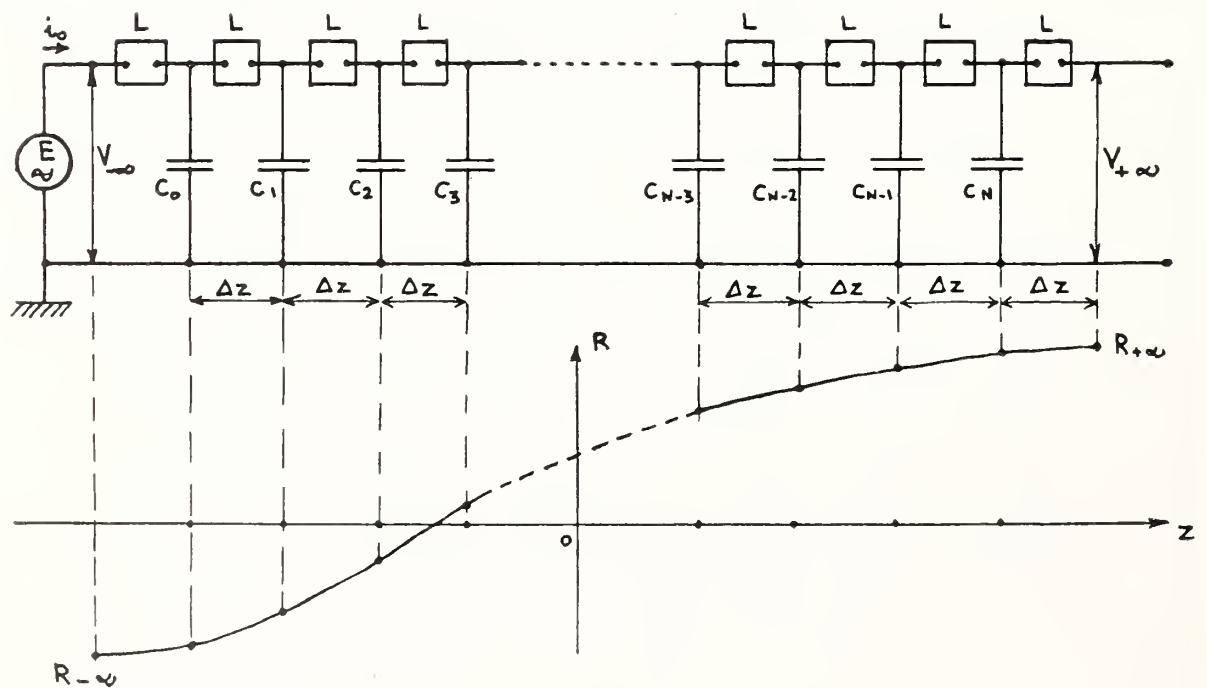 L L L L L L L L
i₀
E
≈
V₋∞
V₊∞
C₀ C₁ C₂ C₃ C_N-3 C_N-2 C_N-1 C_N
Δz Δz Δz Δz Δz Δz Δz
R
R₊∞
0
z
R₋∞